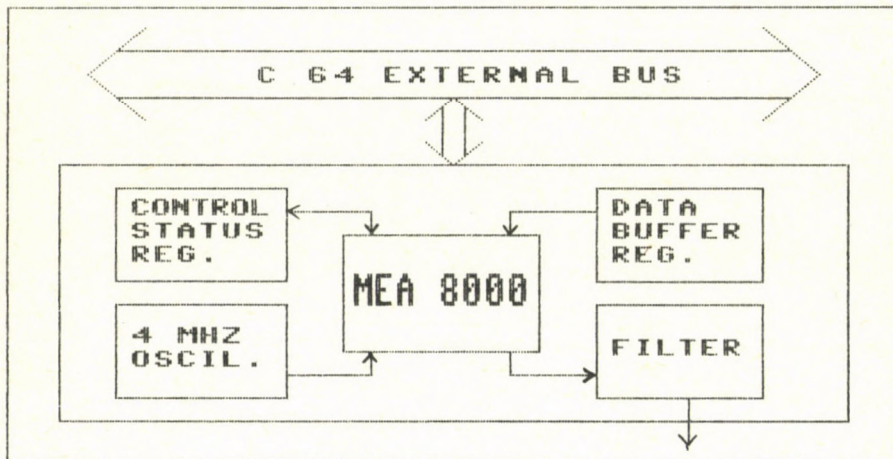 C 64 EXTERNAL BUS
CONTROL
STATUS
REG.
DATA
BUFFER
REG.
MEA 8000
4 MHZ
OSCIL.
FILTER